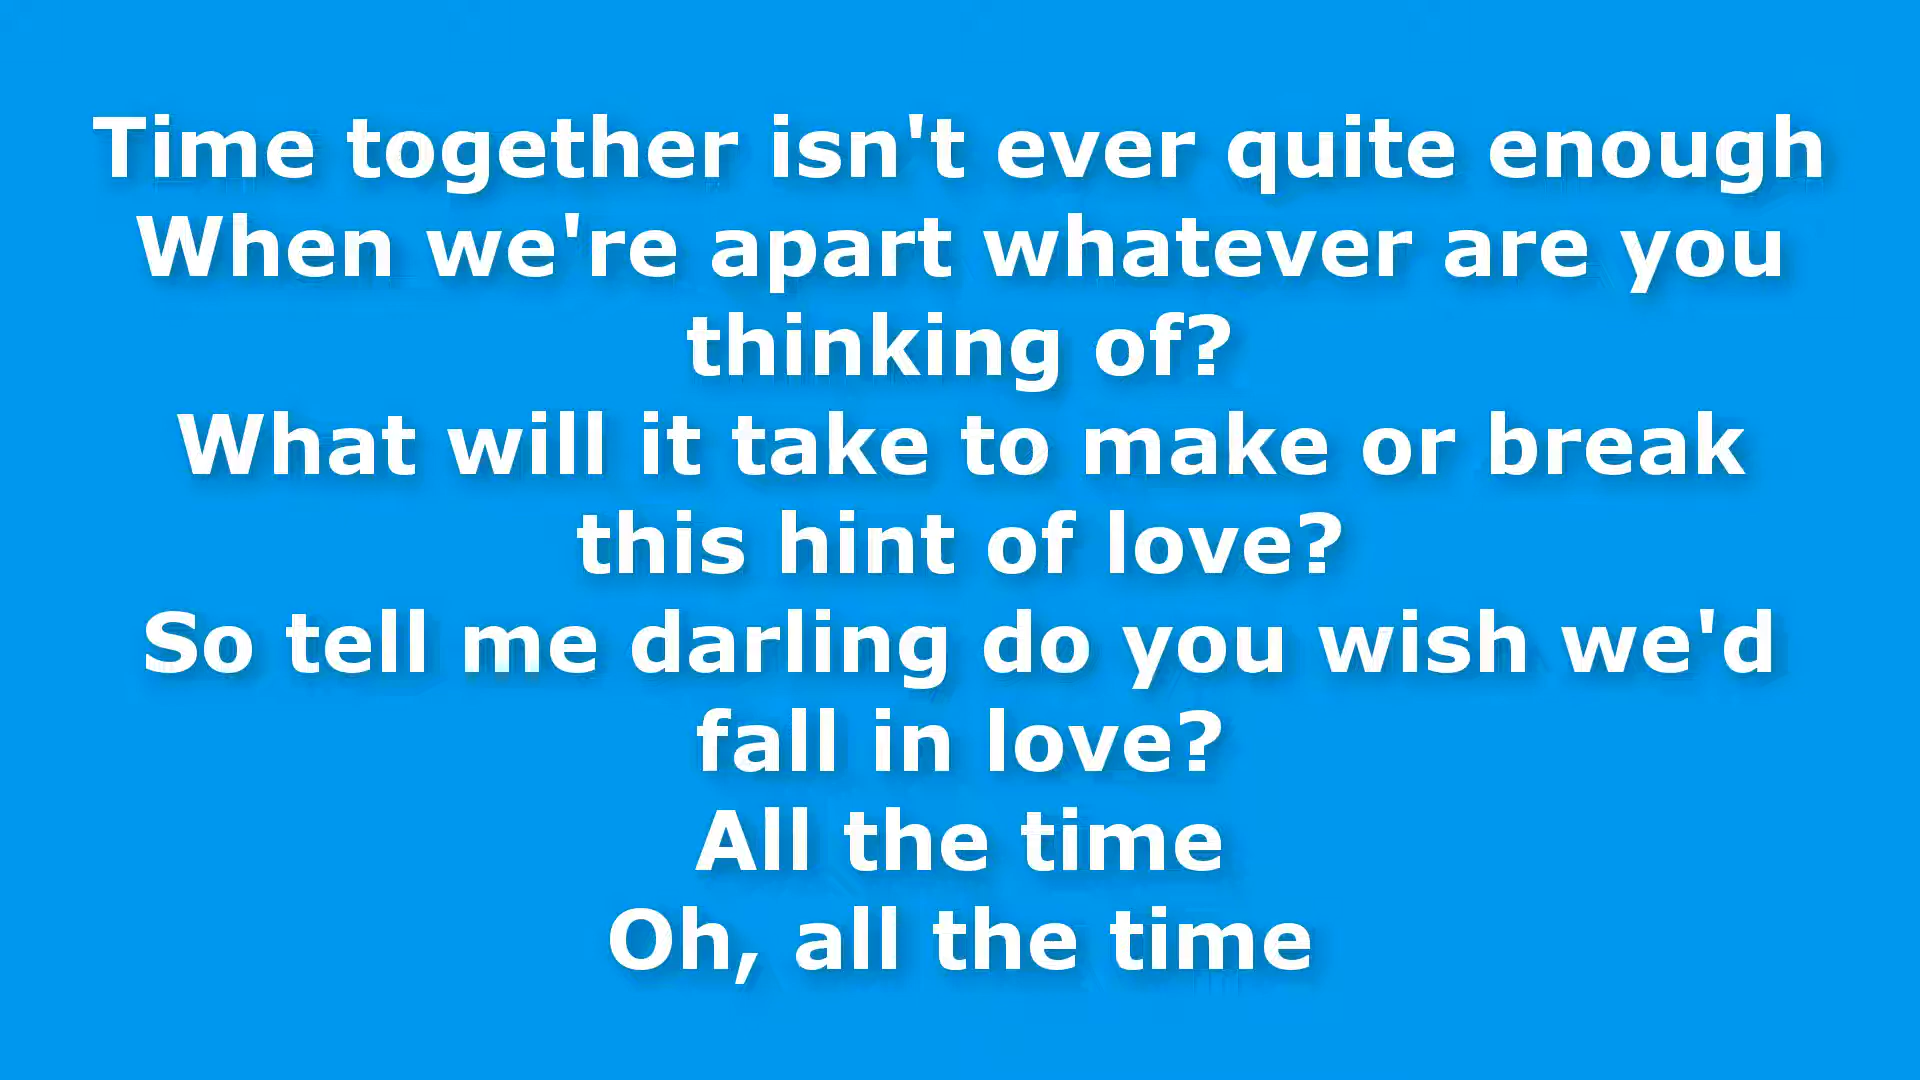 Time together isn't ever quite enough
When we're apart whatever are you
thinking of?
What will it take to make or break
this hint of love?
So tell me darling do you wish we'd
fall in love?
All the time
Oh, all the time